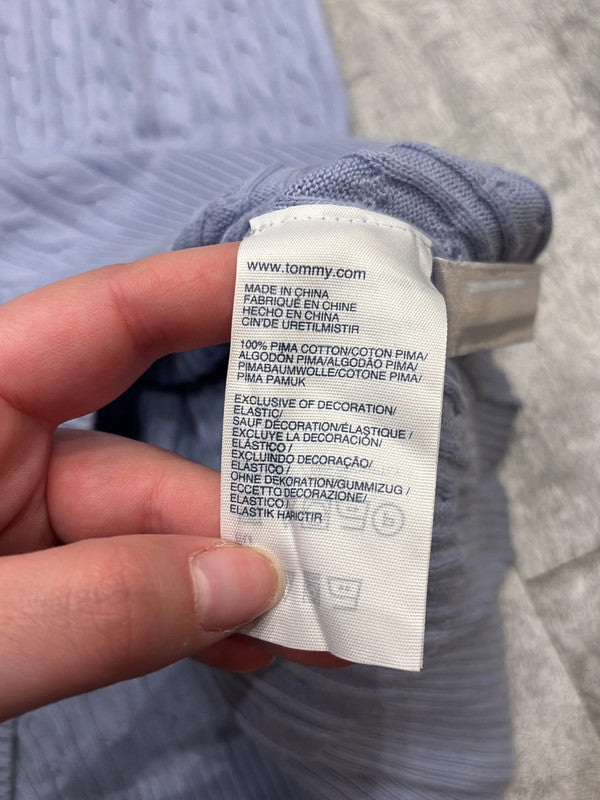 www.tommy.com
MADE IN CHINA
FABRIQUÉ EN CHINE
HECHO EN CHINA
CIN'DE URETILMISTIR
100% PIMA COTTON/COTON PIMA/
ALGODÓN PIMA/ALGODÃO PIMA/
PIMABAUMWOLLE/COTONE PIMA/
PIMA PAMUK
EXCLUSIVE OF DECORATION/
ELASTIC/
SAUF DÉCORATION/ÉLASTIQUE/
EXCLUYE LA DECORACIÓN/
ELÁSTICO/
EXCLUINDO DECORAÇÃO/
ELÁSTICO/
OHNE DEKORATION/GUMMIZUG/
ECCETTO DECORAZIONE/
ELASTICO/
ELASTIK HARICTIR